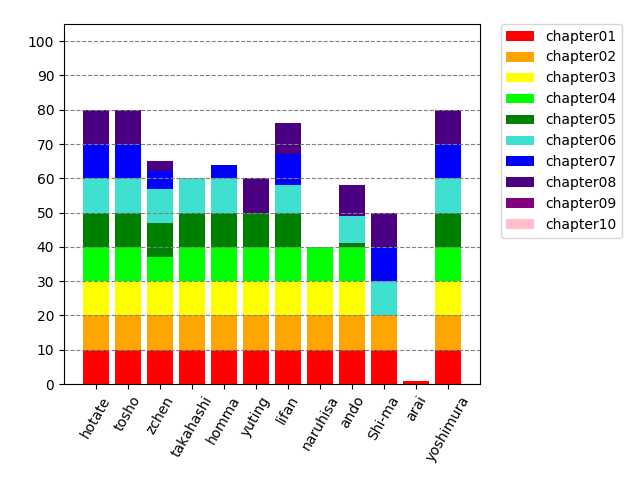 100
90
80
70
60
50
40
30
20
10
0
hotate
tosho
zchen
takahashi
homma
yuting
lifan
naruhisa
ando
Shi-ma
arai
yoshimura
chapter01
chapter02
chapter03
chapter04
chapter05
chapter06
chapter07
chapter08
chapter09
chapter10